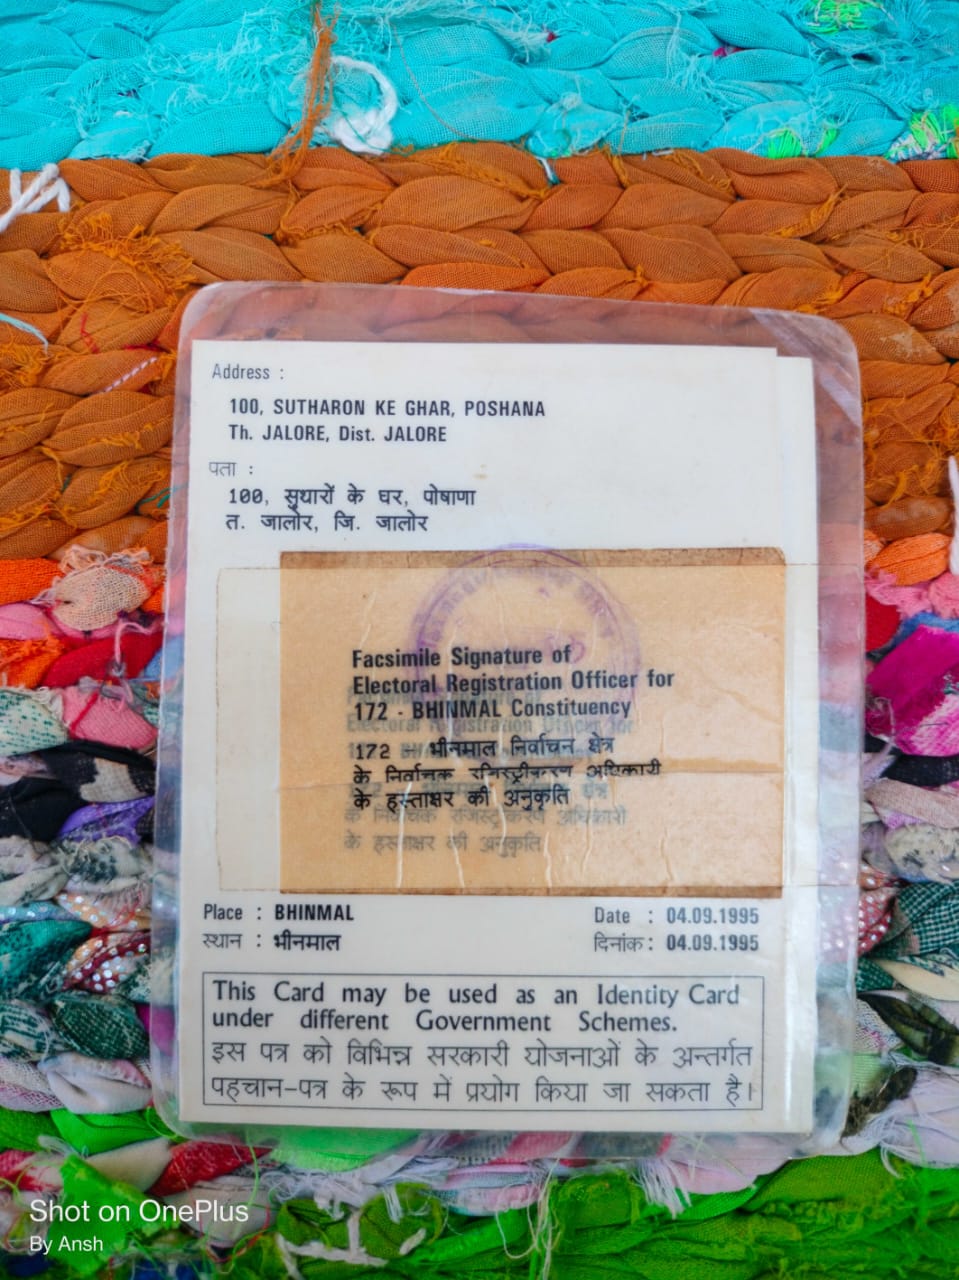 Address :
100, SUTHARON KE GHAR, POSHANA
Th. JALORE, Dist. JALORE
पता :
100, सुथारों के घर, पोषाणा
त. जालोर, जि. जालोर
Facsimile Signature of
Electoral Registration Officer for
172 - BHINMAL Constituency
172 - भीनमाल निर्वाचन क्षेत्र
के निर्वाचक रजिस्ट्रीकरण अधिकारी
के हस्ताक्षर की अनुकृति
Place : BHINMAL
Date : 04.09.1995
स्थान : भीनमाल
दिनांक : 04.09.1995
This Card may be used as an Identity Card
under different Government Schemes.
इस पत्र को विभिन्न सरकारी योजनाओं के अन्तर्गत
पहचान-पत्र के रूप में प्रयोग किया जा सकता है।
Shot on OnePlus
By Ansh